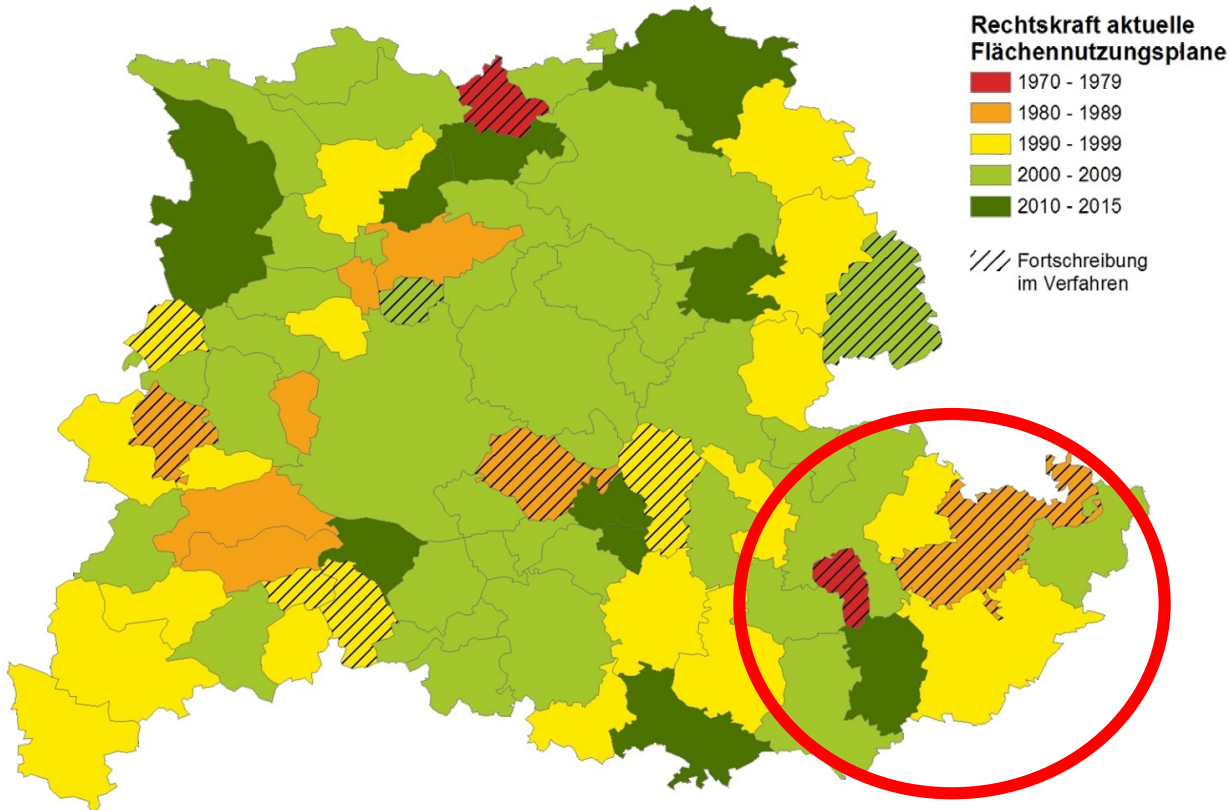 Rechtskraft aktuelle
Flächennutzungsplane
1970 - 1979
1980 - 1989
1990 - 1999
2000 - 2009
2010 - 2015
Fortschreibung
im Verfahren